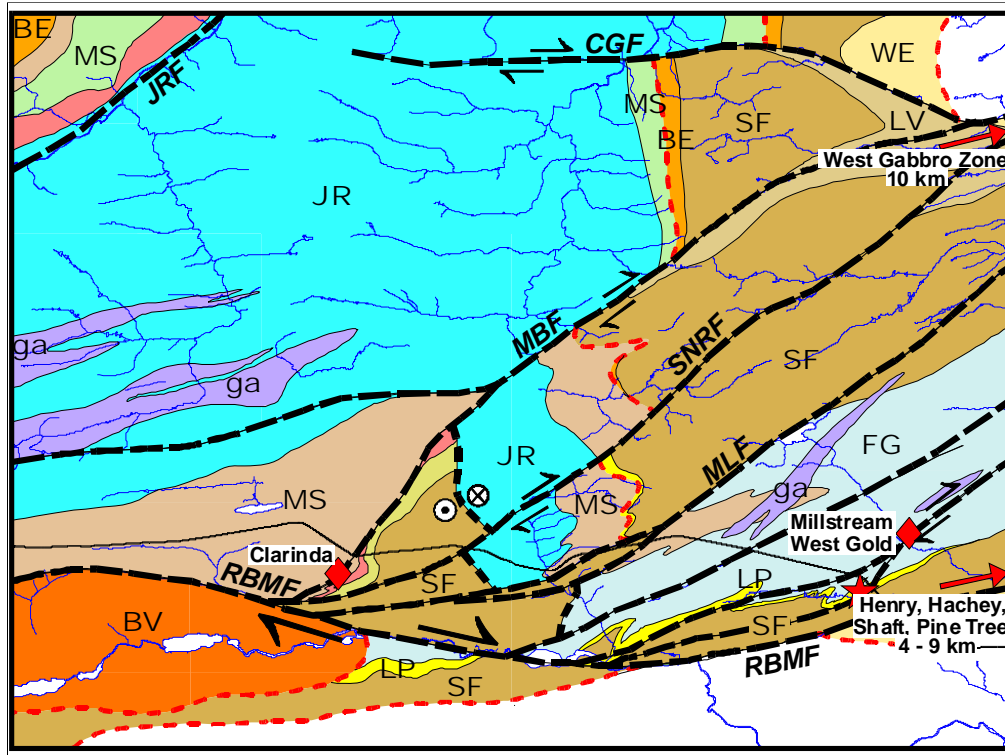 BE
MS
JRF
CGF
WE
MS
BE
SF
LV
West Gabbro Zone
10 km
JR
MBF
SNRF
SF
ga
ga
MLF
FG
JR
ga
MS
MS
Millstream
West Gold
Clarinda
RBMF
SF
LP
BV
Henry, Hachey,
Shaft, Pine Tree
4 - 9 km
SF
RBMF
LP
SF